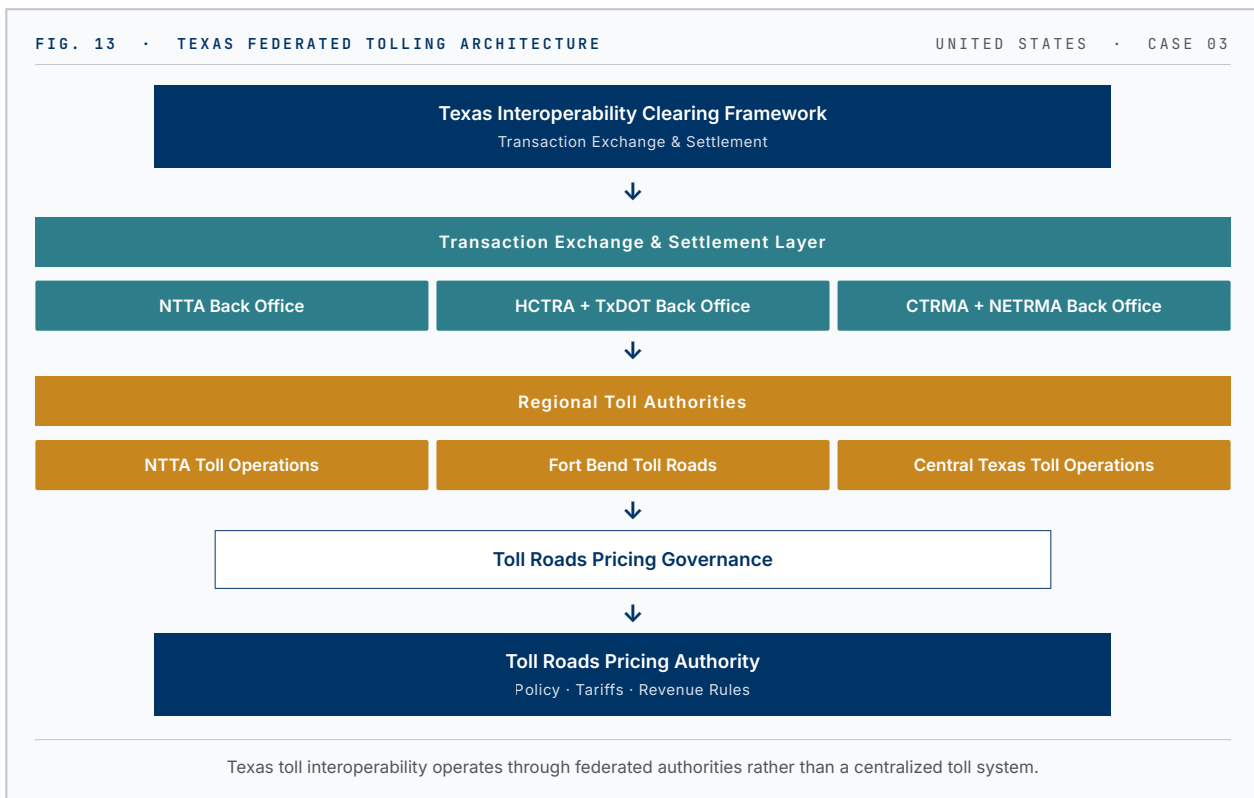 FIG. 13 · TEXAS FEDERATED TOLLING ARCHITECTURE
UNITED STATES · CASE 03
Texas Interoperability Clearing Framework
Transaction Exchange & Settlement
Transaction Exchange & Settlement Layer
NTTA Back Office
HCTRA + TxDOT Back Office
CTRMA + NETRMA Back Office
Regional Toll Authorities
NTTA Toll Operations
Fort Bend Toll Roads
Central Texas Toll Operations
Toll Roads Pricing Governance
Toll Roads Pricing Authority
Policy · Tariffs · Revenue Rules
Texas toll interoperability operates through federated authorities rather than a centralized toll system.